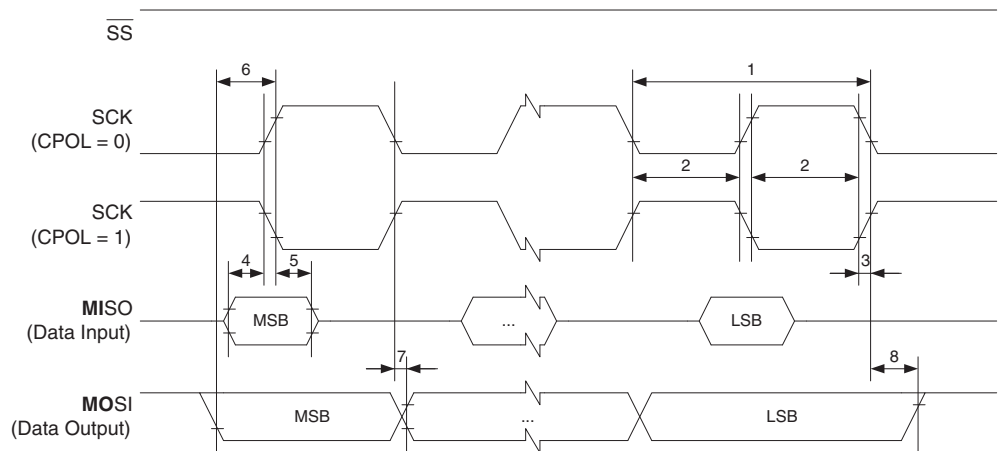 SS
6
1
SCK
(CPOL = 0)
2
2
SCK
(CPOL = 1)
4
5
3
MISO
(Data Input)
MSB
...
LSB
7
8
MOSI
(Data Output)
MSB
...
LSB